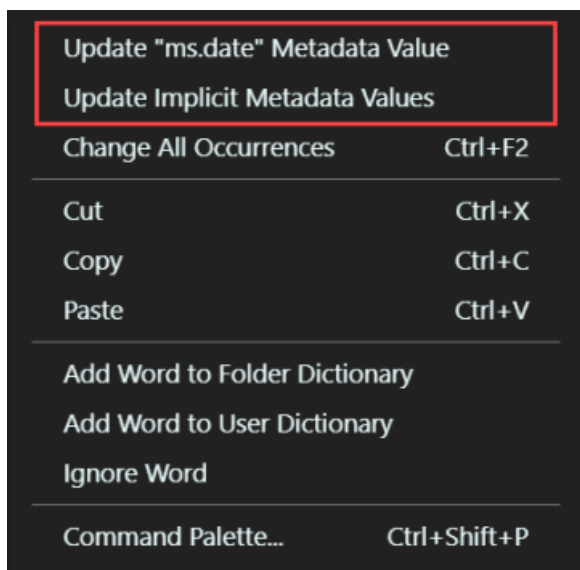 Update "ms.date" Metadata Value
Update Implicit Metadata Values
Change All Occurrences Ctrl+F2
Cut Ctrl+X
Copy Ctrl+C
Paste Ctrl+V
Add Word to Folder Dictionary
Add Word to User Dictionary
Ignore Word
Command Palette... Ctrl+Shift+P